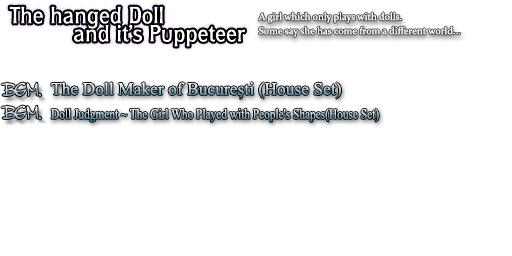 The hanged Doll
and it's Puppeteer
A girl which only plays with dolls.
Some say she has come from a different world...
BGM. The Doll Maker of Bucureşti (House Set)
BGM. Doll Judgment ~ The Girl Who Played with People's Shapes(House Set)